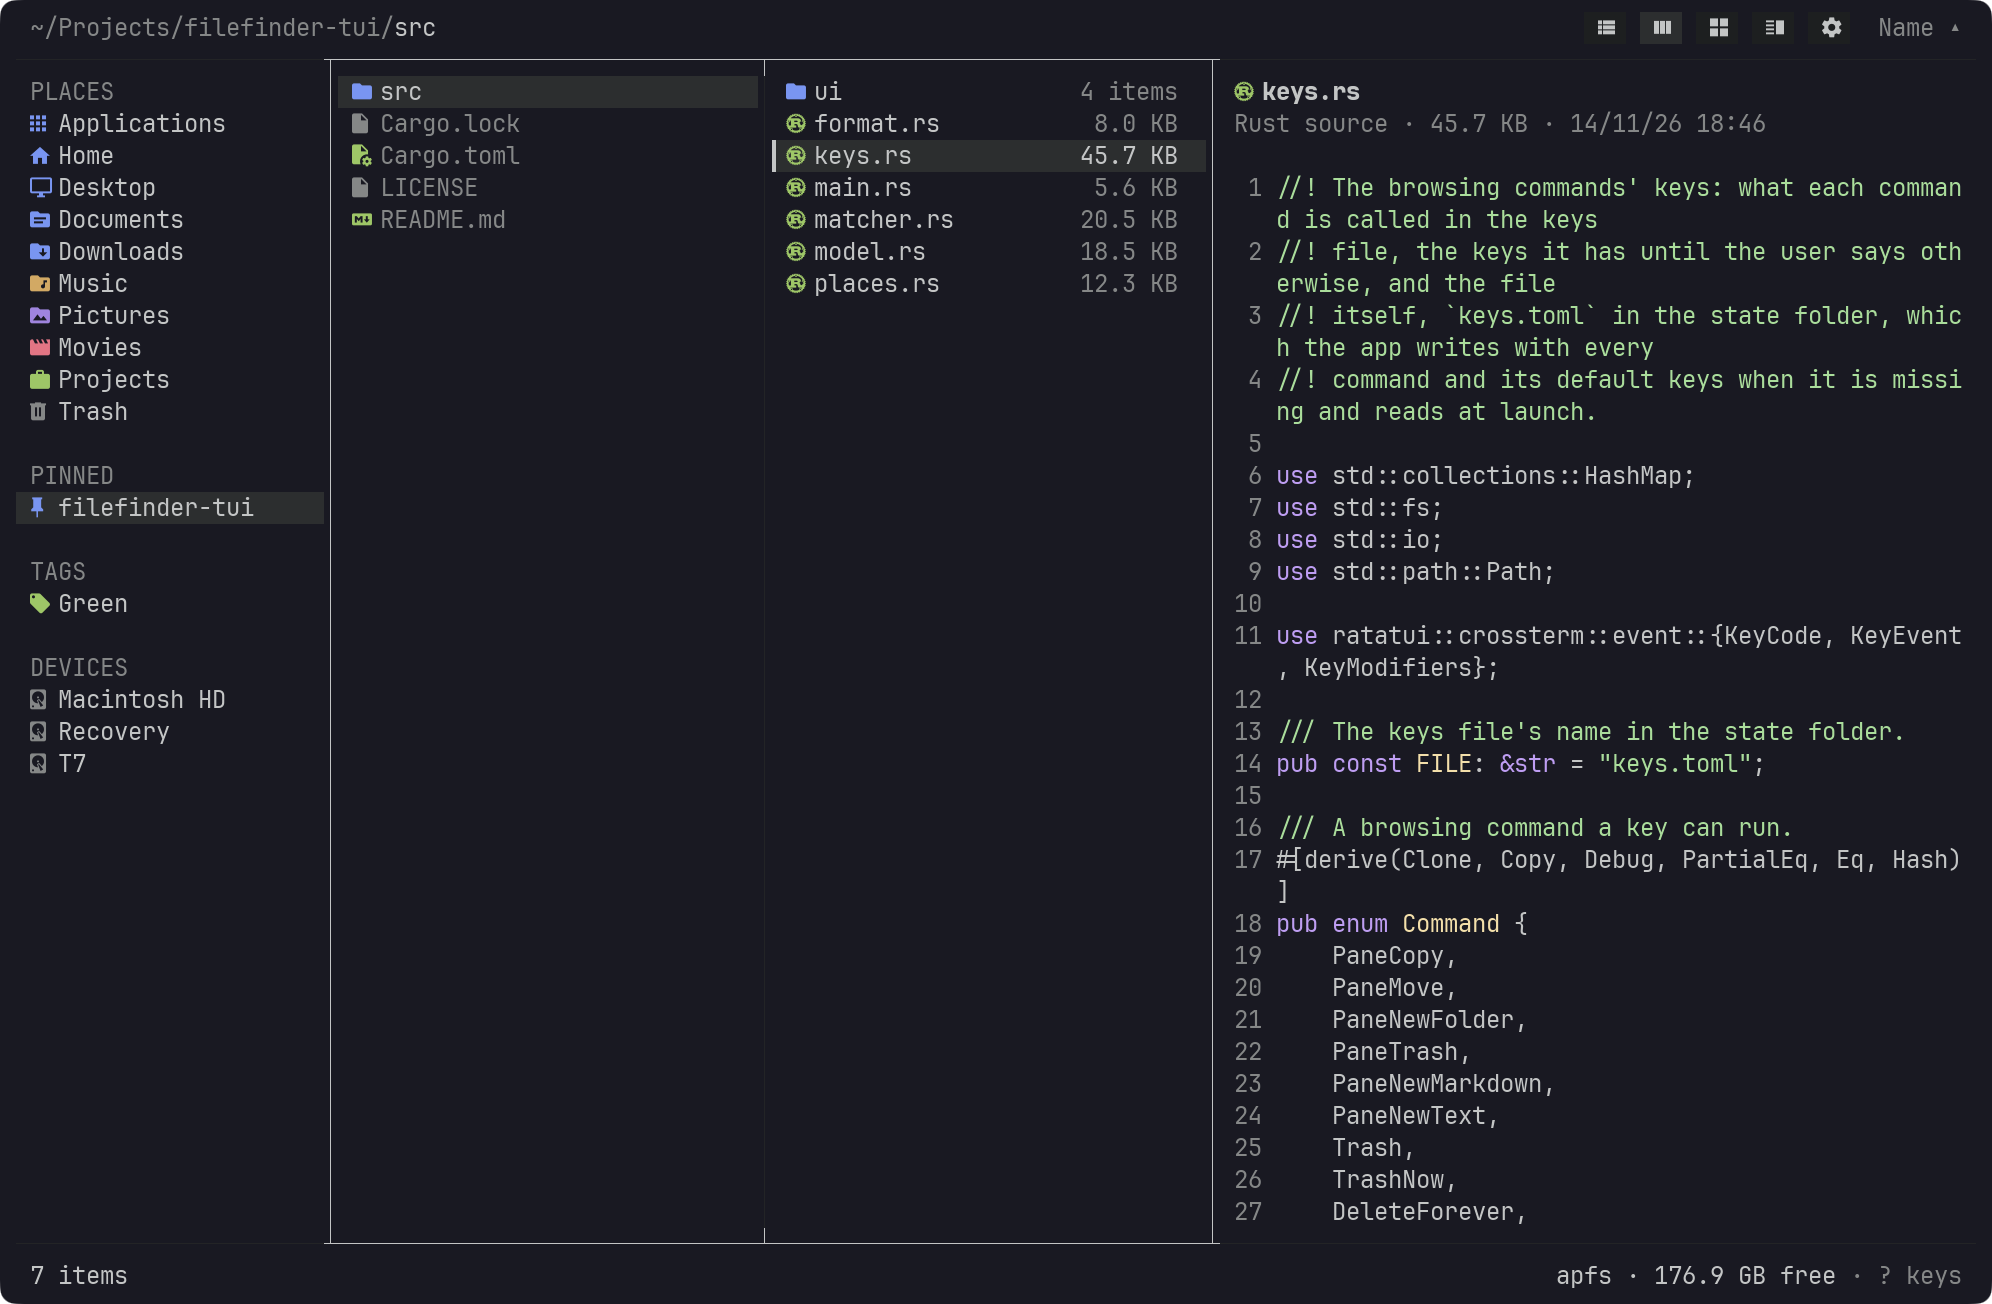 ~/Projects/filefinder-tui/src
Name ▲
PLACES
Applications
Home
Desktop
Documents
Downloads
Music
Pictures
Movies
Projects
Trash
PINNED
filefinder-tui
TAGS
Green
DEVICES
Macintosh HD
Recovery
T7
src
Cargo.lock
Cargo.toml
LICENSE
README.md
ui 4 items
format.rs 8.0 KB
keys.rs 45.7 KB
main.rs 5.6 KB
matcher.rs 20.5 KB
model.rs 18.5 KB
places.rs 12.3 KB
keys.rs
Rust source · 45.7 KB · 14/11/26 18:46
1 //! The browsing commands' keys: what each comman
d is called in the keys
2 //! file, the keys it has until the user says oth
erwise, and the file
3 //! itself, `keys.toml` in the state folder, whic
h the app writes with every
4 //! command and its default keys when it is missi
ng and reads at launch.
5
6 use std::collections::HashMap;
7 use std::fs;
8 use std::io;
9 use std::path::Path;
10
11 use ratatui::crossterm::event::{KeyCode, KeyEvent
, KeyModifiers};
12
13 /// The keys file's name in the state folder.
14 pub const FILE: &str = "keys.toml";
15
16 /// A browsing command a key can run.
17 #[derive(Clone, Copy, Debug, PartialEq, Eq, Hash)
]
18 pub enum Command {
19     PaneCopy,
20     PaneMove,
21     PaneNewFolder,
22     PaneTrash,
23     PaneNewMarkdown,
24     PaneNewText,
25     Trash,
26     TrashNow,
27     DeleteForever,
7 items
apfs · 176.9 GB free · ? keys